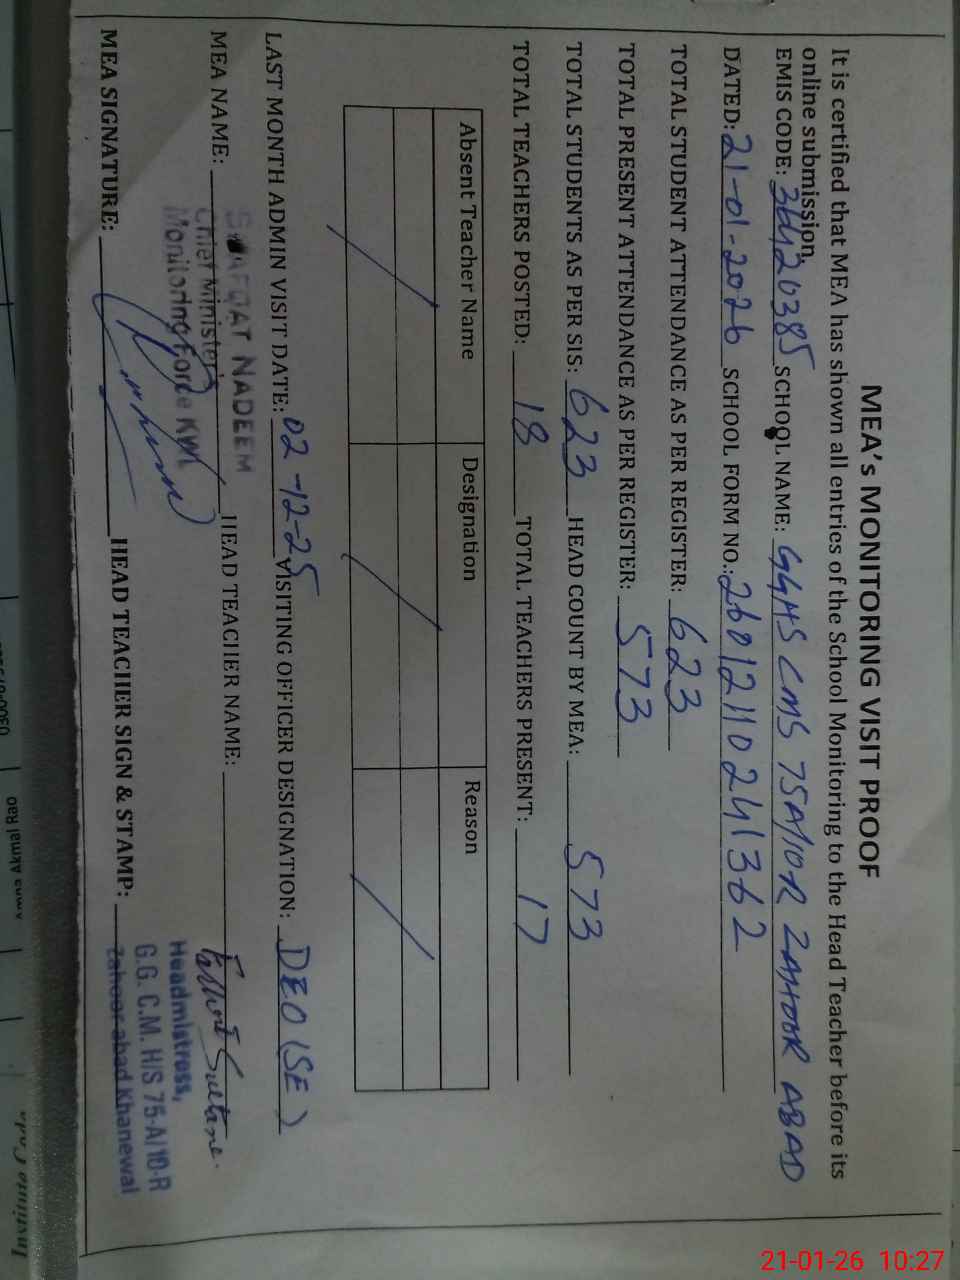 MEA's MONITORING VISIT PROOF
It is certified that MEA has shown all entries of the School Monitoring to the Head Teacher before its
online submission.
EMIS CODE: 36420385 SCHOOL NAME: GGHS CMS 75A/10R ZAHOOR ABAD
DATED: 21-01-2026 SCHOOL FORM NO.: 26012110241362
TOTAL STUDENT ATTENDANCE AS PER REGISTER: 623
TOTAL PRESENT ATTENDANCE AS PER REGISTER: 573
TOTAL STUDENTS AS PER SIS: 623 HEAD COUNT BY MEA: 573
TOTAL TEACHERS POSTED: 18 TOTAL TEACHERS PRESENT: 17
Absent Teacher Name Designation Reason
LAST MONTH ADMIN VISIT DATE: 02-12-25 VISITING OFFICER DESIGNATION: DEO (SE)
MEA NAME: HEAD TEACHER NAME: Sultana
NADEEM
Chief Minister
Monitoring Force KWL
MEA SIGNATURE: HEAD TEACHER SIGN & STAMP:
Headmistress,
G.G. C.M. H/S 75-A/10-R
Zahoor abad Khanewal
Akmal Rao
21-01-26 10:27